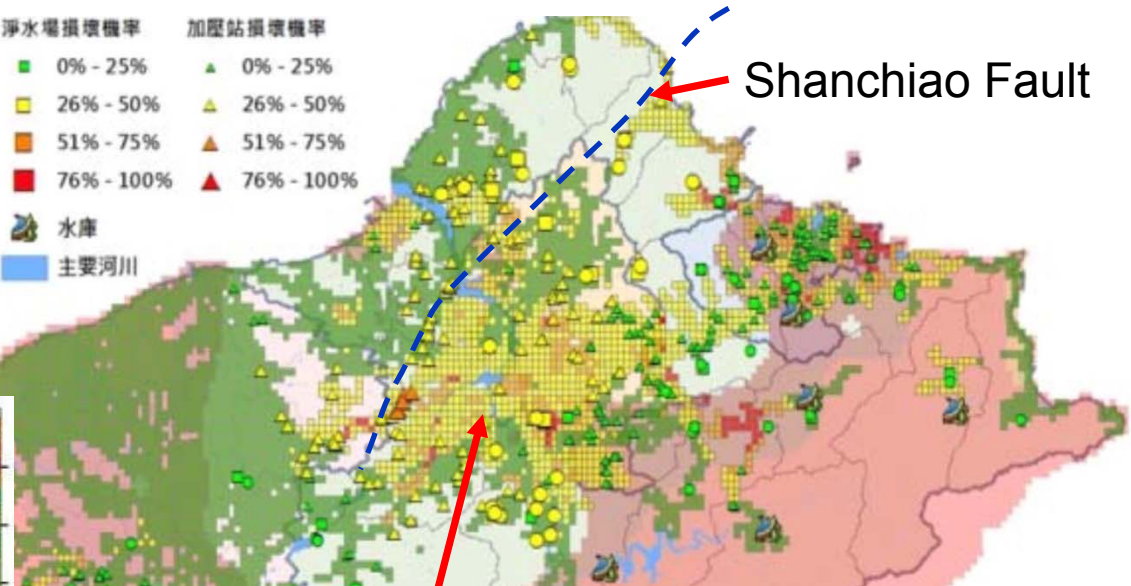 淨水場損壞機率 加壓站損壞機率
0% - 25% 0% - 25%
26% - 50% 26% - 50%
51% - 75% 51% - 75%
76% - 100% 76% - 100%
水庫
主要河川
Shanchiao Fault